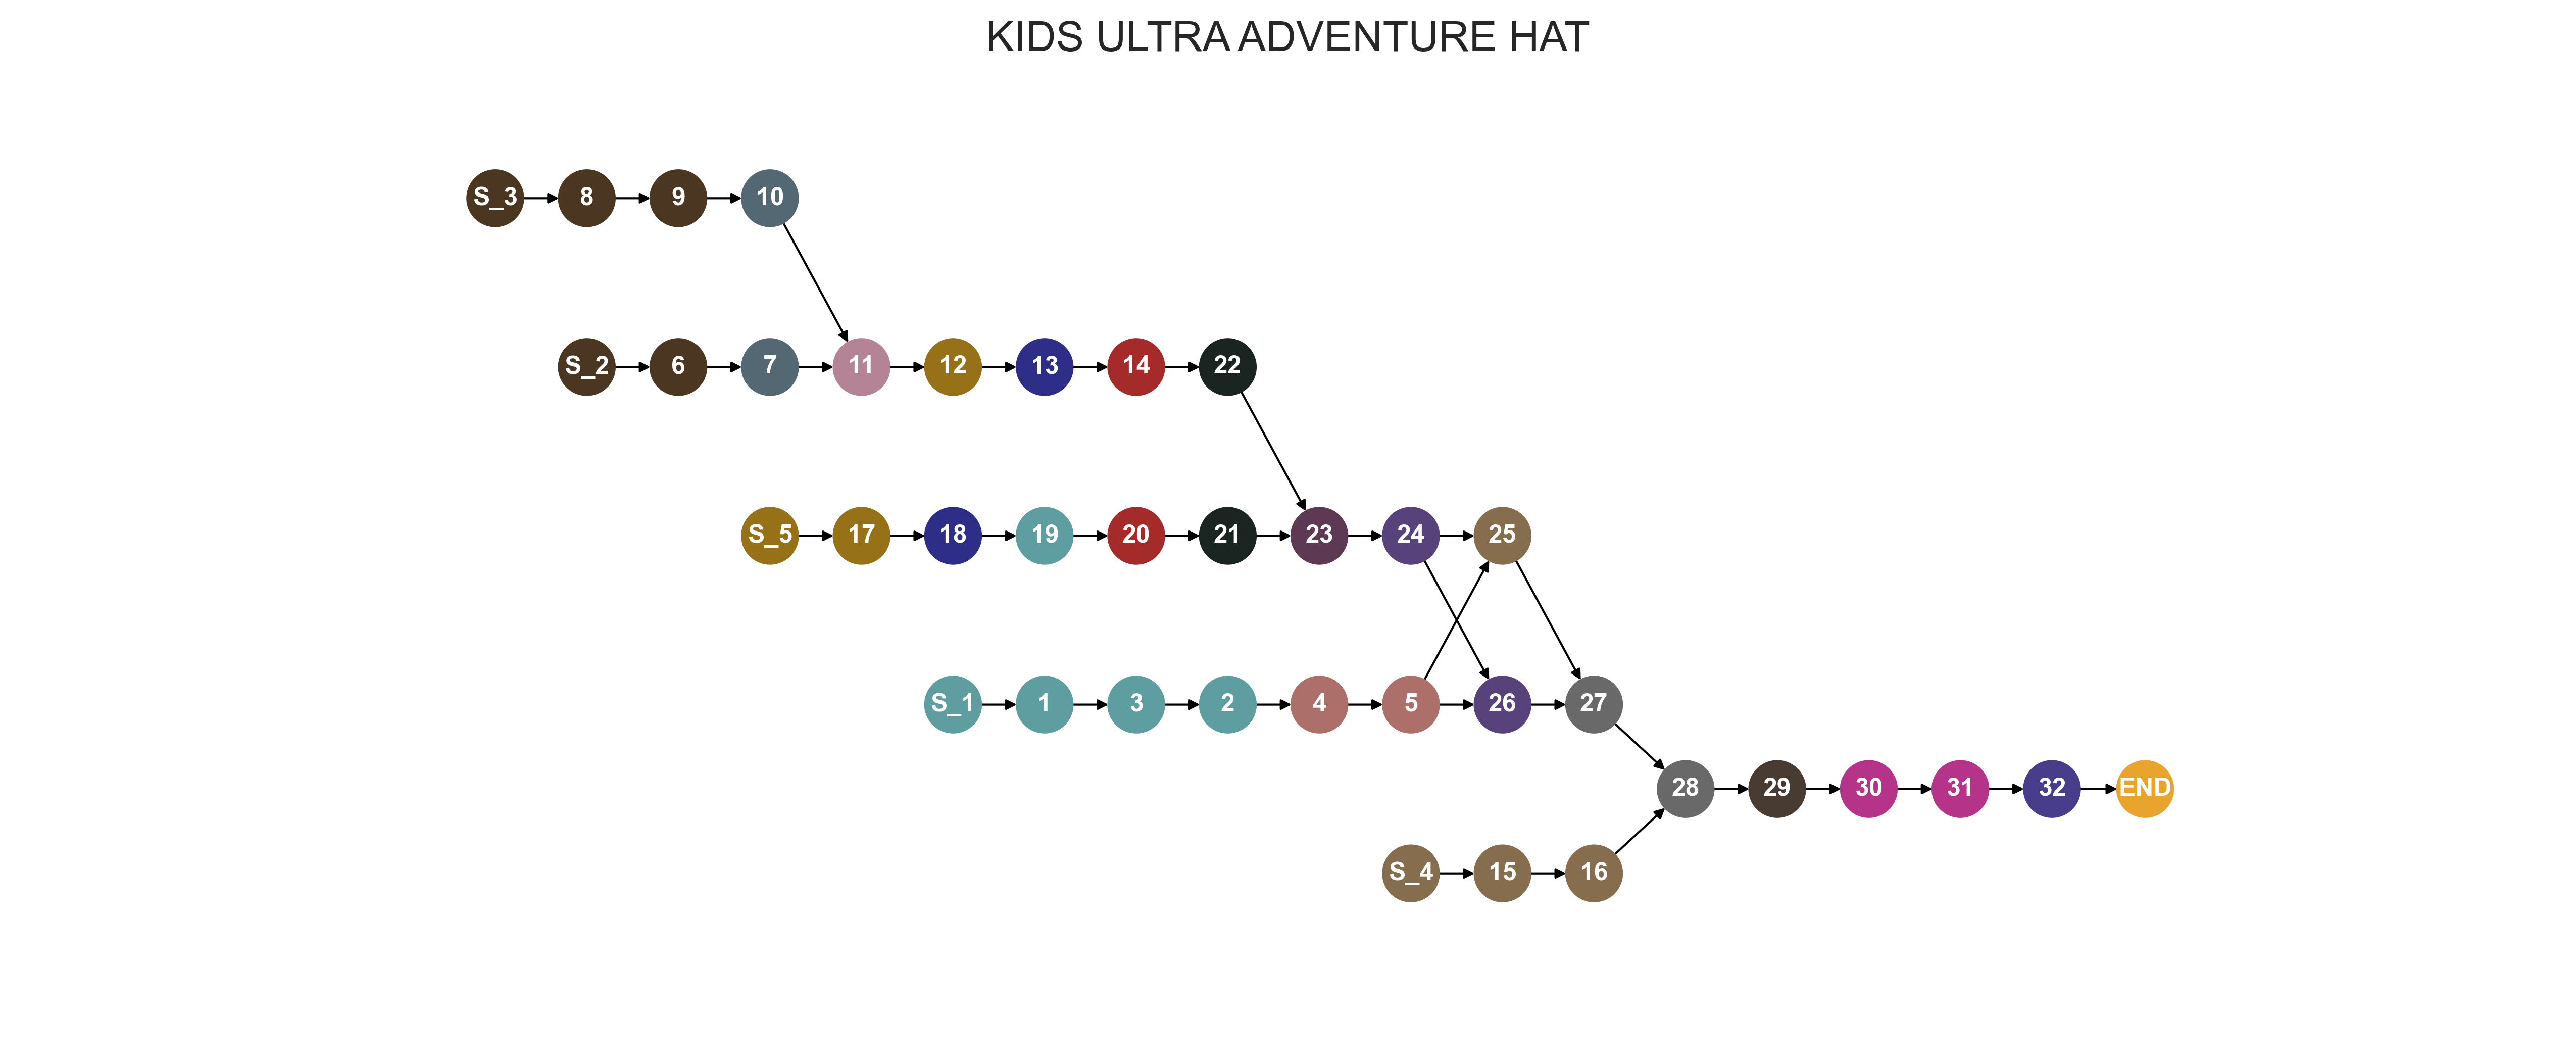 KIDS ULTRA ADVENTURE HAT
S_3 8 9 10
S_2 6 7 11 12 13 14 22
S_5 17 18 19 20 21 23 24 25
S_1 1 3 2 4 5 26 27
28 29 30 31 32 END
S_4 15 16